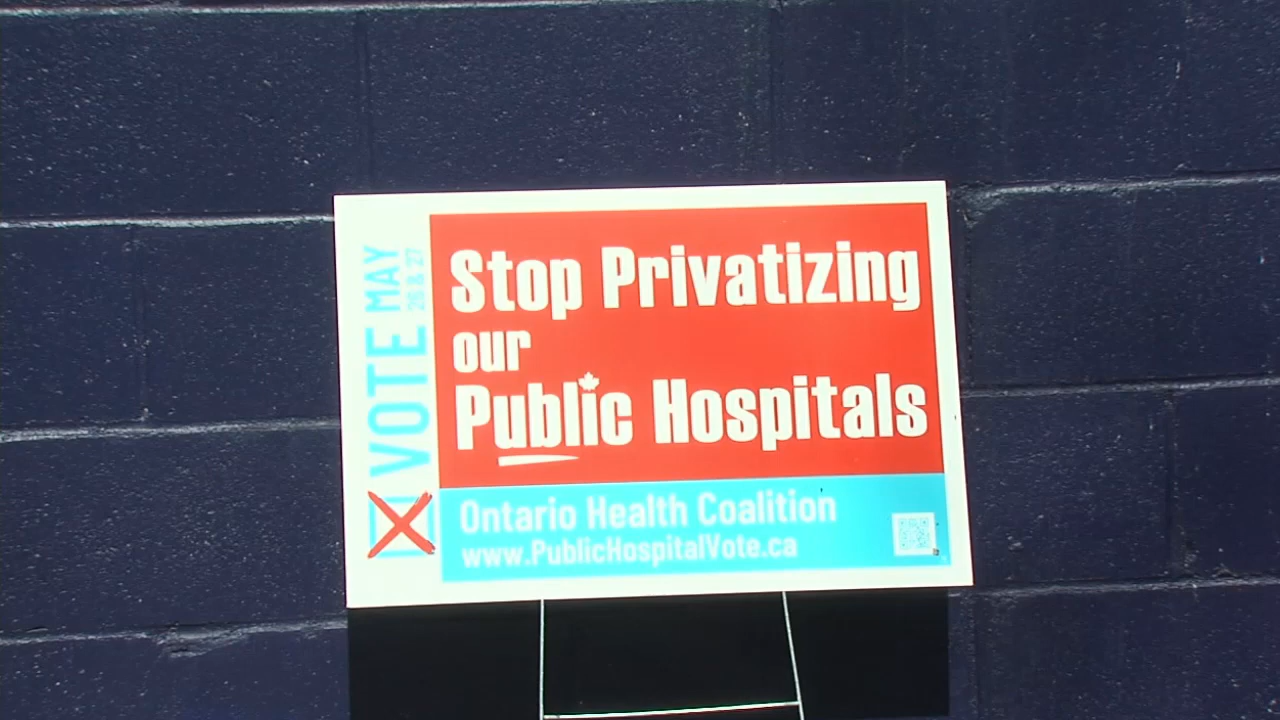 Stop Privatizing
our
Public Hospitals
Ontario Health Coalition
www.PublicHospitalVote.ca
VOTE MAY
26 & 27